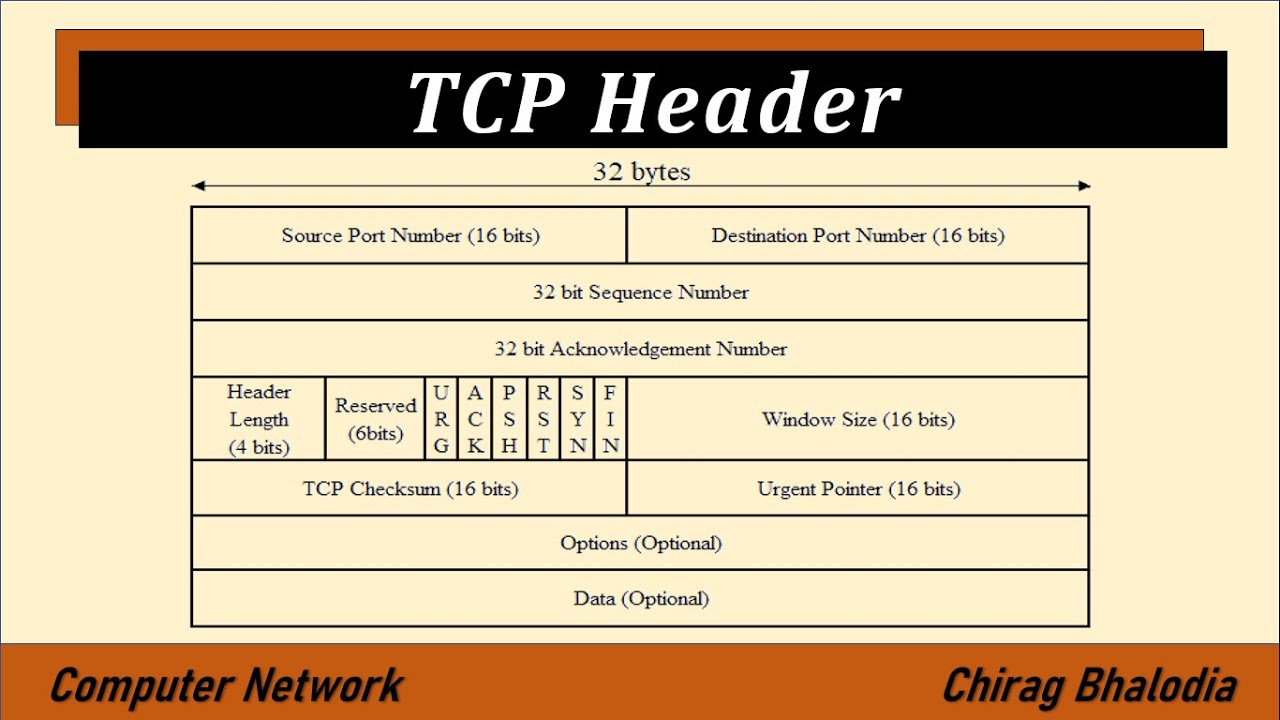 TCP Header
32 bytes
Source Port Number (16 bits)
Destination Port Number (16 bits)
32 bit Sequence Number
32 bit Acknowledgement Number
Header
Length
(4 bits)
Reserved
(6bits)
URG
ACK
PSH
RST
SYN
FIN
Window Size (16 bits)
TCP Checksum (16 bits)
Urgent Pointer (16 bits)
Options (Optional)
Data (Optional)
Computer Network
Chirag Bhalodia